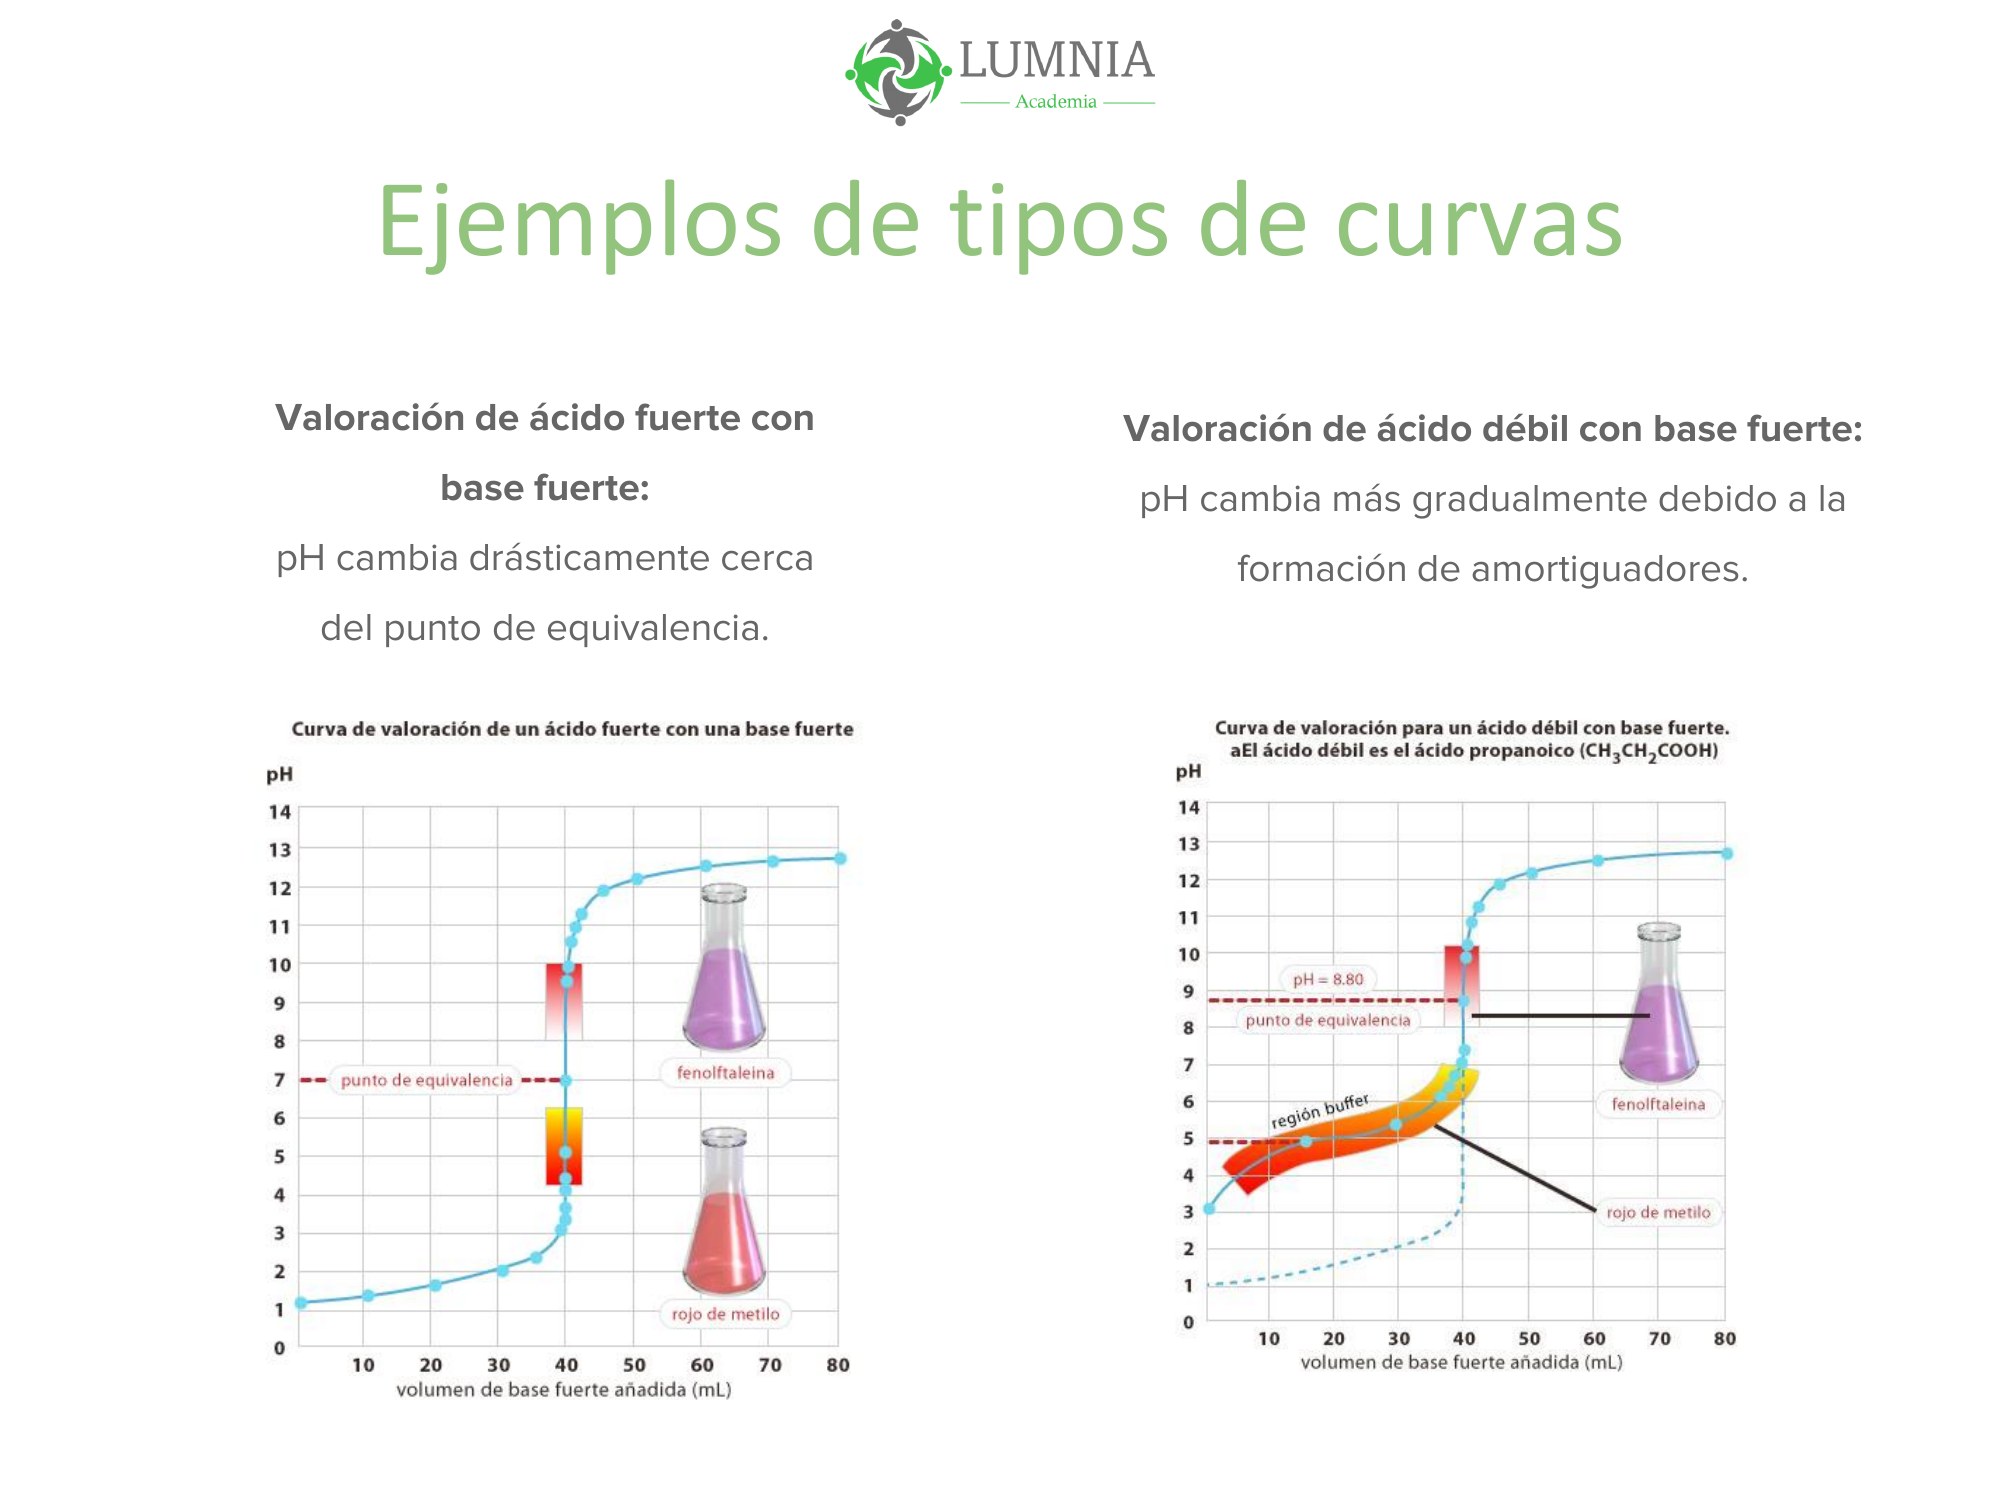 LUMNIA
Academia
Ejemplos de tipos de curvas
Valoración de ácido fuerte con
base fuerte:
pH cambia drásticamente cerca
del punto de equivalencia.
Curva de valoración de un ácido fuerte con una base fuerte
pH
14
13
12
11
10
9
8
7
6
5
4
3
2
1
0
punto de equivalencia
fenolftaleina
rojo de metilo
10 20 30 40 50 60 70 80
volumen de base fuerte añadida (mL)
Valoración de ácido débil con base fuerte:
pH cambia más gradualmente debido a la
formación de amortiguadores.
Curva de valoración para un ácido débil con base fuerte.
aEl ácido débil es el ácido propanoico (CH₃CH₂COOH)
pH
14
13
12
11
10
9
8
7
6
5
4
3
2
1
0
pH = 8.80
punto de equivalencia
región buffer
fenolftaleina
rojo de metilo
10 20 30 40 50 60 70 80
volumen de base fuerte añadida (mL)